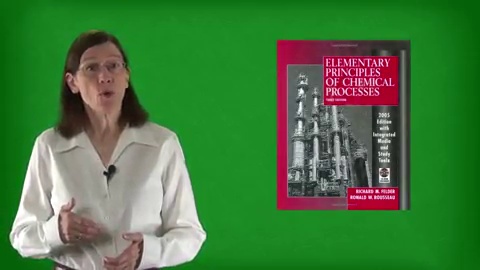 ELEMENTARY
PRINCIPLES
OF CHEMICAL
PROCESSES
THIRD EDITION
2005
Edition
with
Integrated
Media
and
Study
Tools
RICHARD M. FELDER
RONALD W. ROUSSEAU